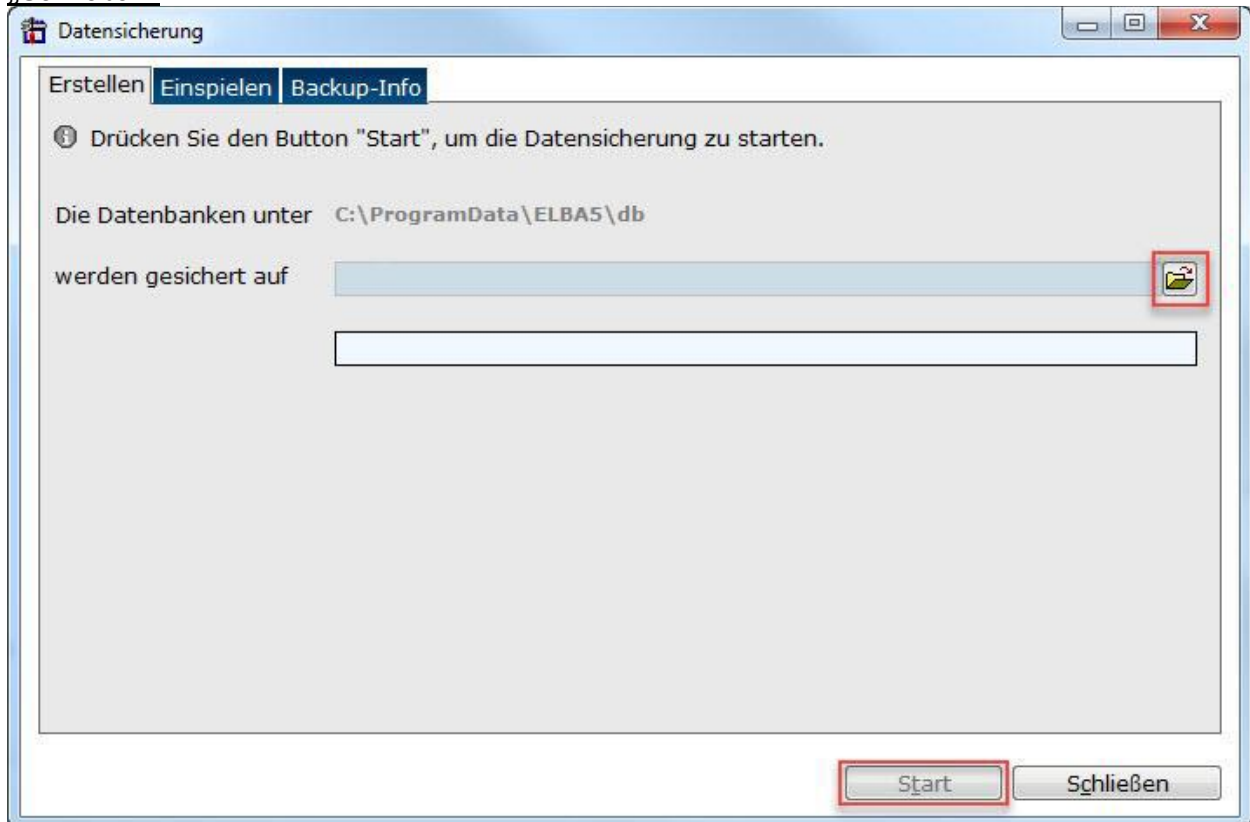 Datensicherung
Erstellen Einspielen Backup-Info
Drücken Sie den Button "Start", um die Datensicherung zu starten.
Die Datenbanken unter C:\ProgramData\ELBA5\db
werden gesichert auf
Start Schließen